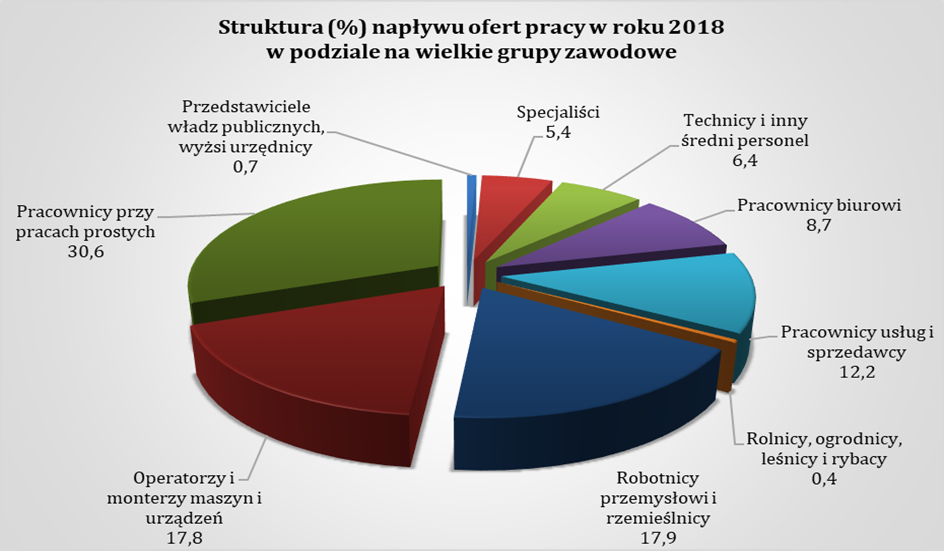 Struktura (%) napływu ofert pracy w roku 2018
w podziale na wielkie grupy zawodowe
Przedstawiciele
władz publicznych,
wyżsi urzędnicy
0,7
Specjaliści
5,4
Technicy i inny
średni personel
6,4
Pracownicy biurowi
8,7
Pracownicy usług i
sprzedawcy
12,2
Rolnicy, ogrodnicy,
leśnicy i rybacy
0,4
Robotnicy
przemysłowi i
rzemieślnicy
17,9
Operatorzy i
monterzy maszyn i
urządzeń
17,8
Pracownicy przy
pracach prostych
30,6